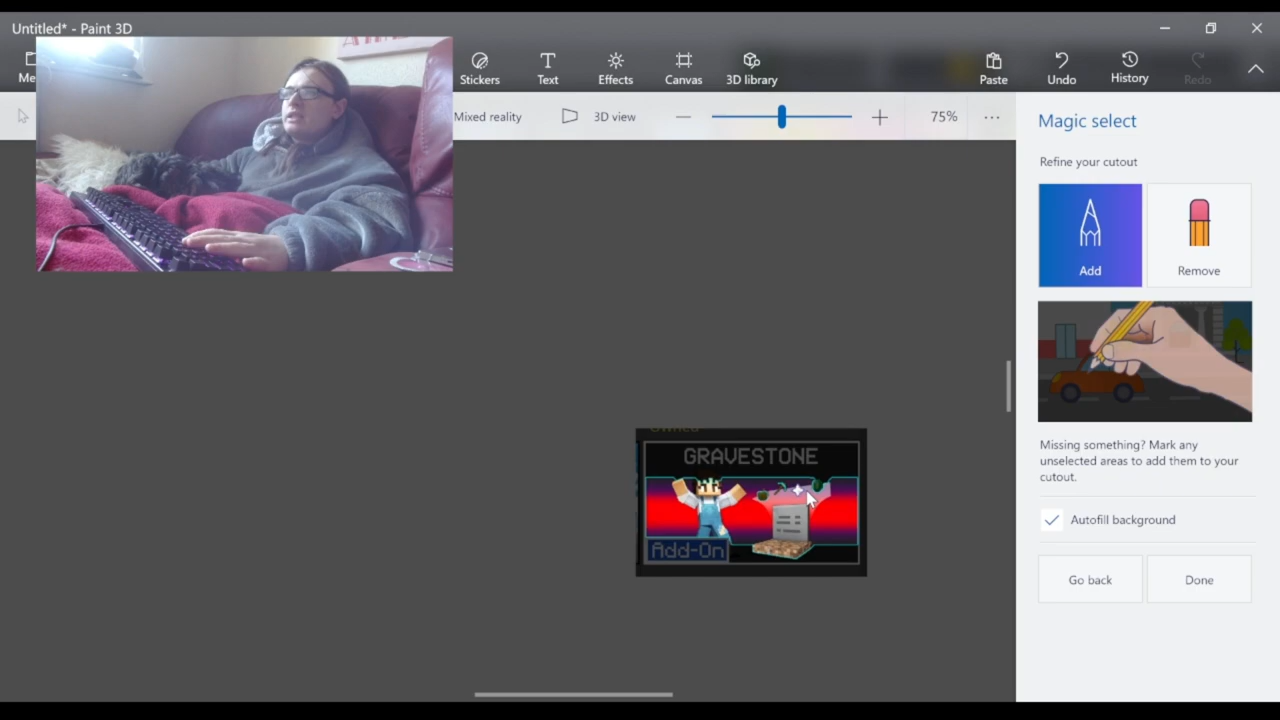 Untitled* - Paint 3D
Me
Stickers
Text
Effects
Canvas
3D library
Paste
Undo
History
Redo
Mixed reality
3D view
75%
Magic select
Refine your cutout
Add
Remove
Missing something? Mark any
unselected areas to add them to your
cutout.
Autofill background
Go back
Done
Owned
GRAVESTONE
Add-On